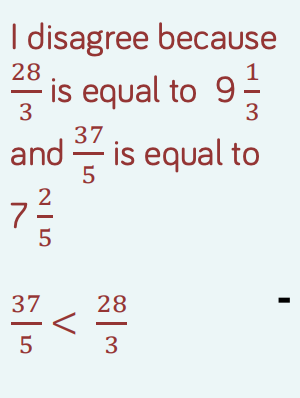 I disagree because
28/3 is equal to 9 1/3
and 37/5 is equal to
7 2/5
37/5 < 28/3
-